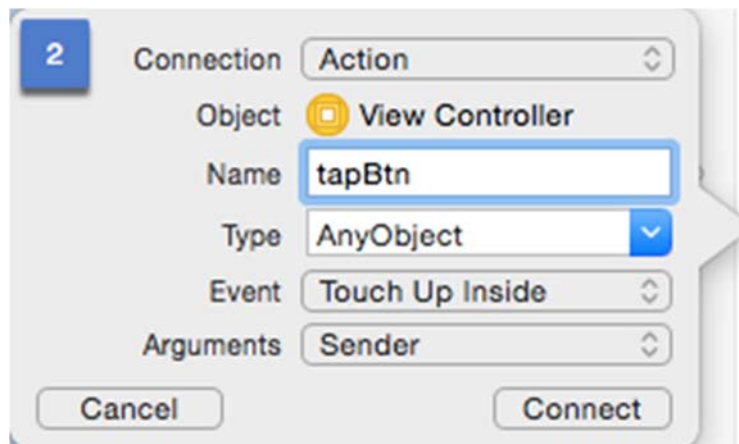 2
Connection Action
Object View Controller
Name tapBtn
Type AnyObject
Event Touch Up Inside
Arguments Sender
Cancel Connect